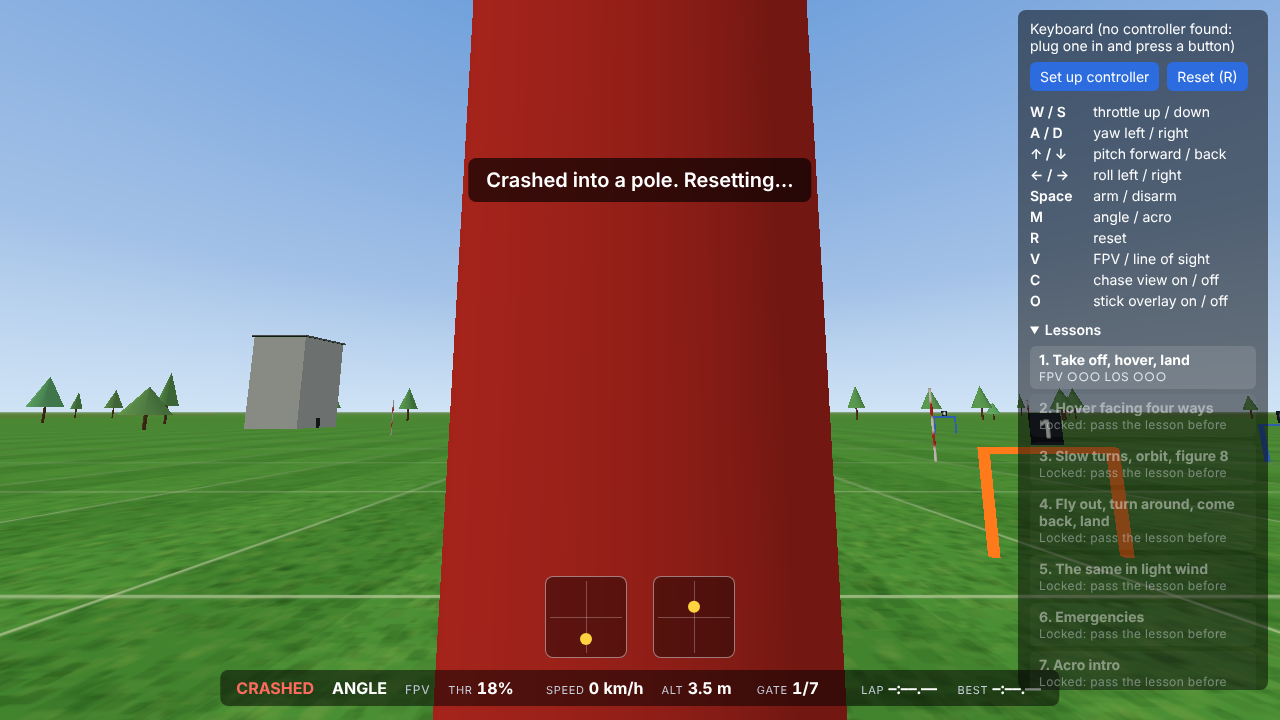 Keyboard (no controller found:
plug one in and press a button)
Set up controller
Reset (R)
W / S throttle up / down
A / D yaw left / right
↑ / ↓ pitch forward / back
← / → roll left / right
Space arm / disarm
M angle / acro
R reset
V FPV / line of sight
C chase view on / off
O stick overlay on / off
▼ Lessons
1. Take off, hover, land
FPV ○○○ LOS ○○○
2. Hover facing four ways
Locked: pass the lesson before
3. Slow turns, orbit, figure 8
Locked: pass the lesson before
4. Fly out, turn around, come
back, land
Locked: pass the lesson before
5. The same in light wind
Locked: pass the lesson before
6. Emergencies
Locked: pass the lesson before
7. Acro intro
Locked: pass the lesson before
Crashed into a pole. Resetting...
1
CRASHED ANGLE FPV THR 18% SPEED 0 km/h ALT 3.5 m GATE 1/7 LAP –:––.–– BEST –:––.––